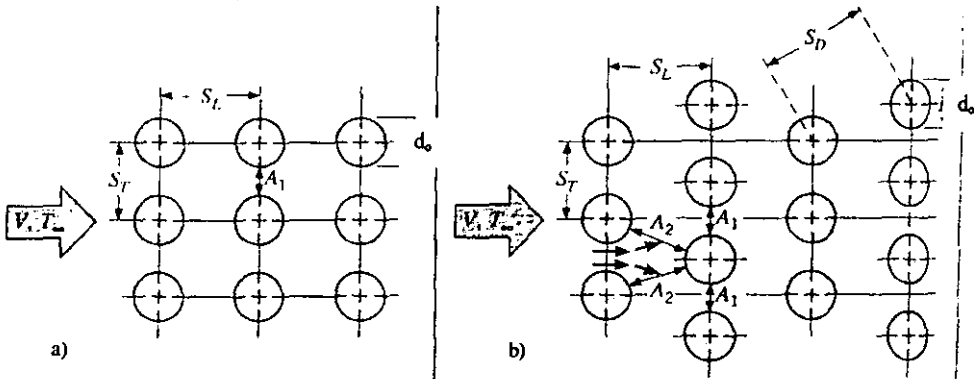 S_L
S_T
A_1
d_o
V, T_∞
a)
S_L
S_D
d_o
S_T
A_2
A_1
V, T_∞
A_2
A_1
b)